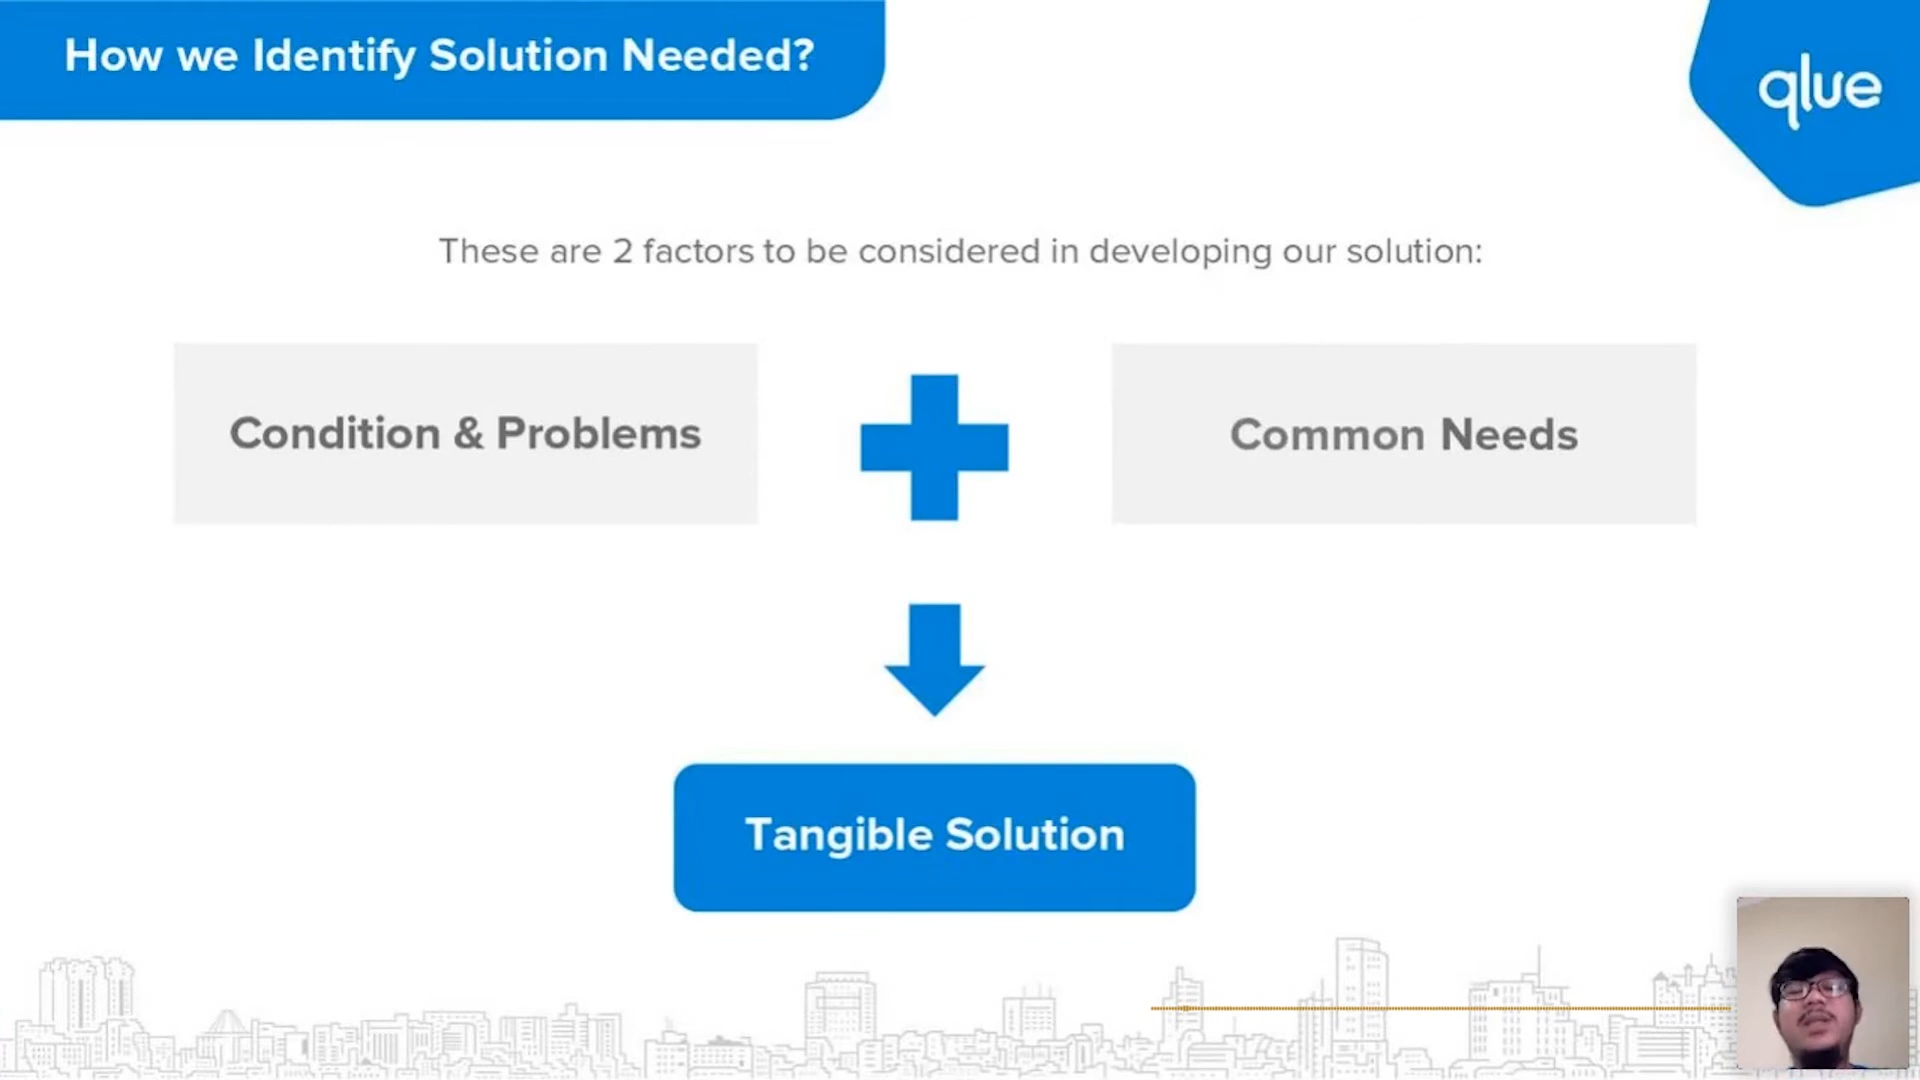 How we Identify Solution Needed?
qlue
These are 2 factors to be considered in developing our solution:
Condition & Problems
Common Needs
Tangible Solution